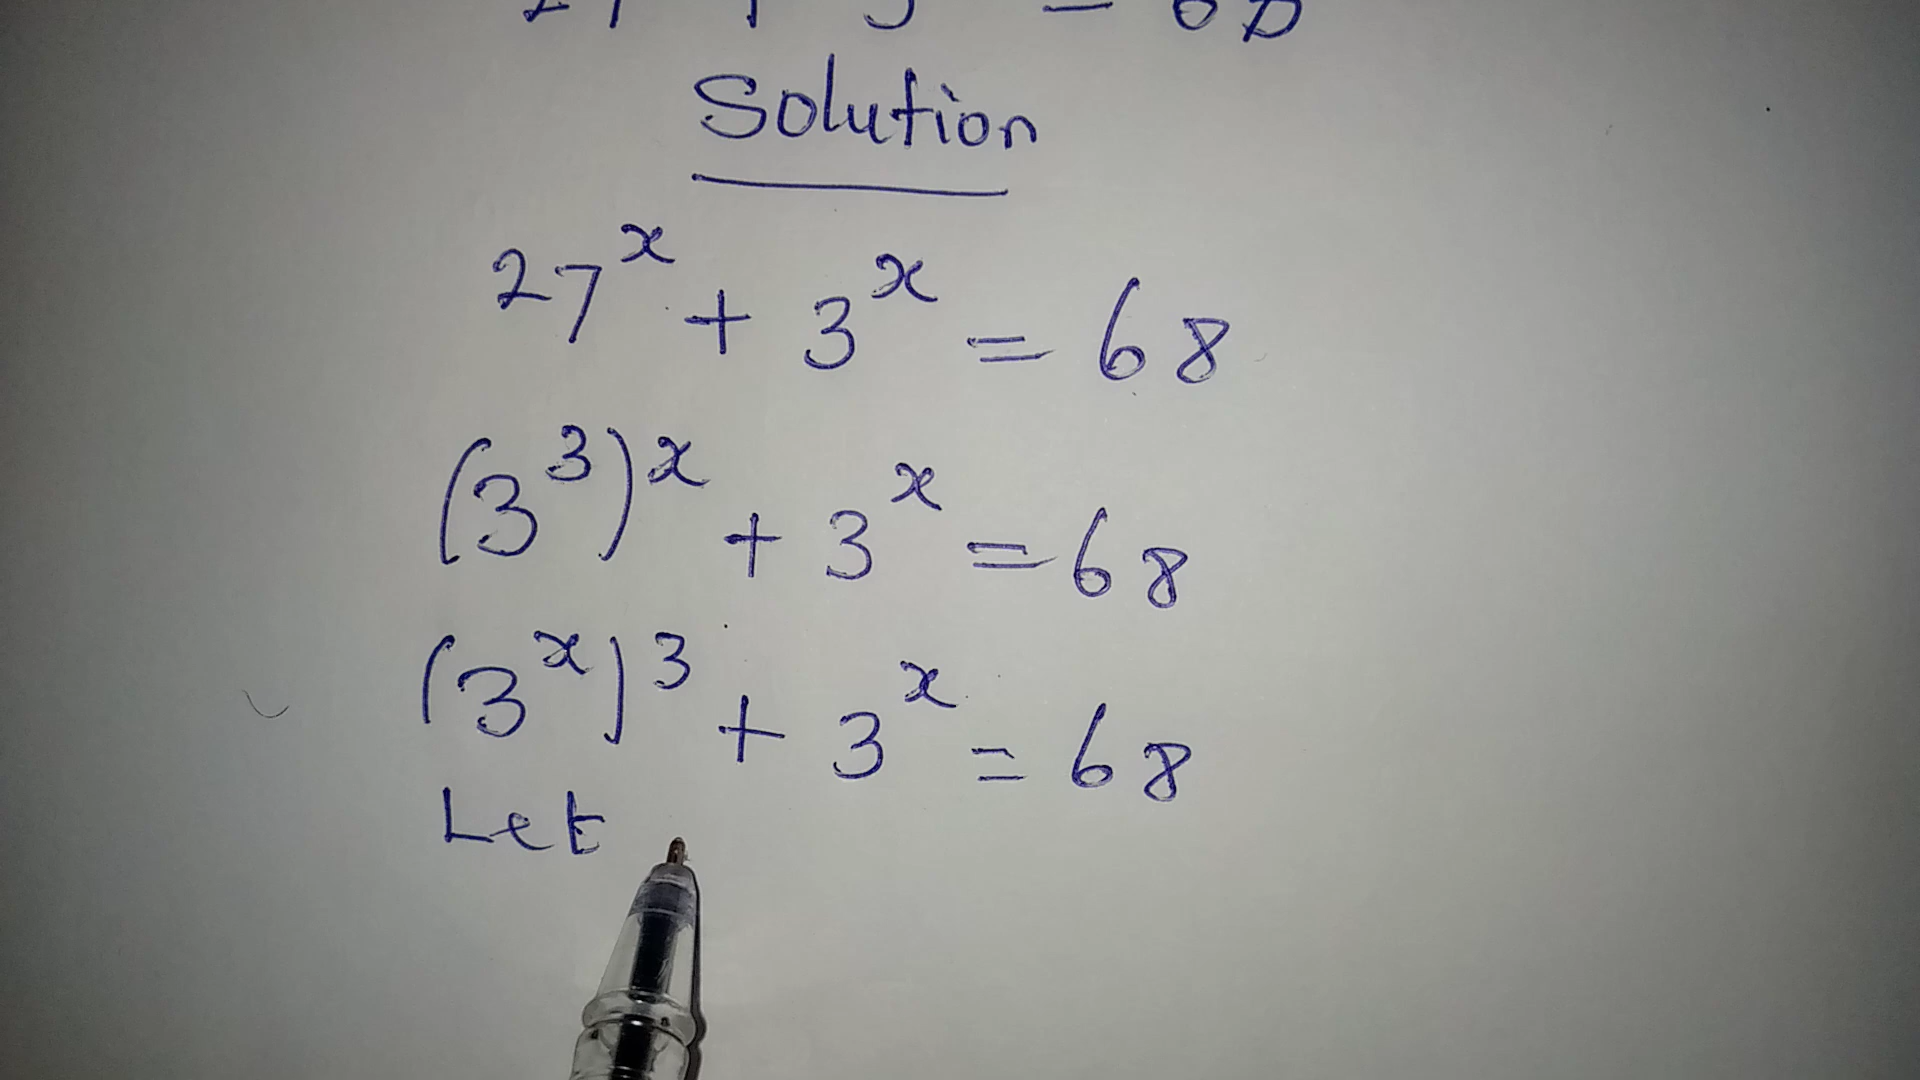 Solution
27^x + 3^x = 68
(3^3)^x + 3^x = 68
(3^x)^3 + 3^x = 68
Let